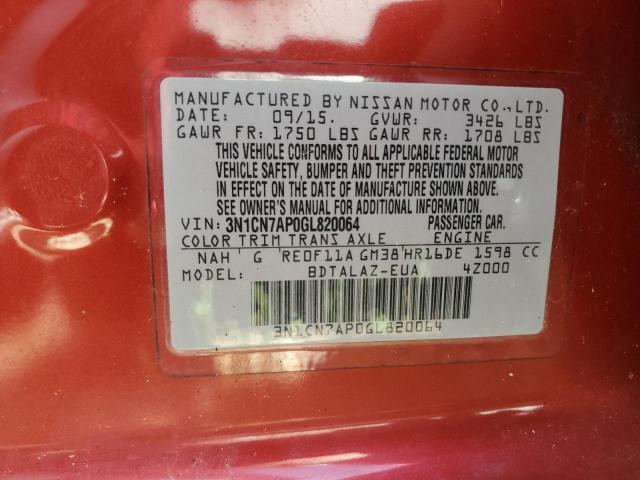 MANUFACTURED BY NISSAN MOTOR CO., LTD.
DATE: 09/15. GVWR: 3426 LBS
GAWR FR: 1750 LBS GAWR RR: 1708 LBS
THIS VEHICLE CONFORMS TO ALL APPLICABLE FEDERAL MOTOR
VEHICLE SAFETY, BUMPER AND THEFT PREVENTION STANDARDS
IN EFFECT ON THE DATE OF MANUFACTURE SHOWN ABOVE.
SEE OWNER'S MANUAL FOR ADDITIONAL INFORMATION.
VIN: 3N1CN7AP0GL820064 PASSENGER CAR.
COLOR TRIM TRANS AXLE ENGINE
NAH G RE0F11A GM38 HR16DE 1598 CC
MODEL: BDTALAZ-EUA 4Z000
3N1CN7AP0GL820064